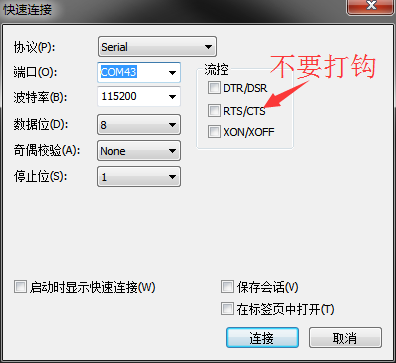 快速连接
协议(P): Serial
端口(O): COM43
波特率(B): 115200
数据位(D): 8
奇偶校验(A): None
停止位(S): 1
流控
DTR/DSR
RTS/CTS
XON/XOFF
不要打钩
启动时显示快速连接(W)
保存会话(V)
在标签页中打开(T)
连接
取消